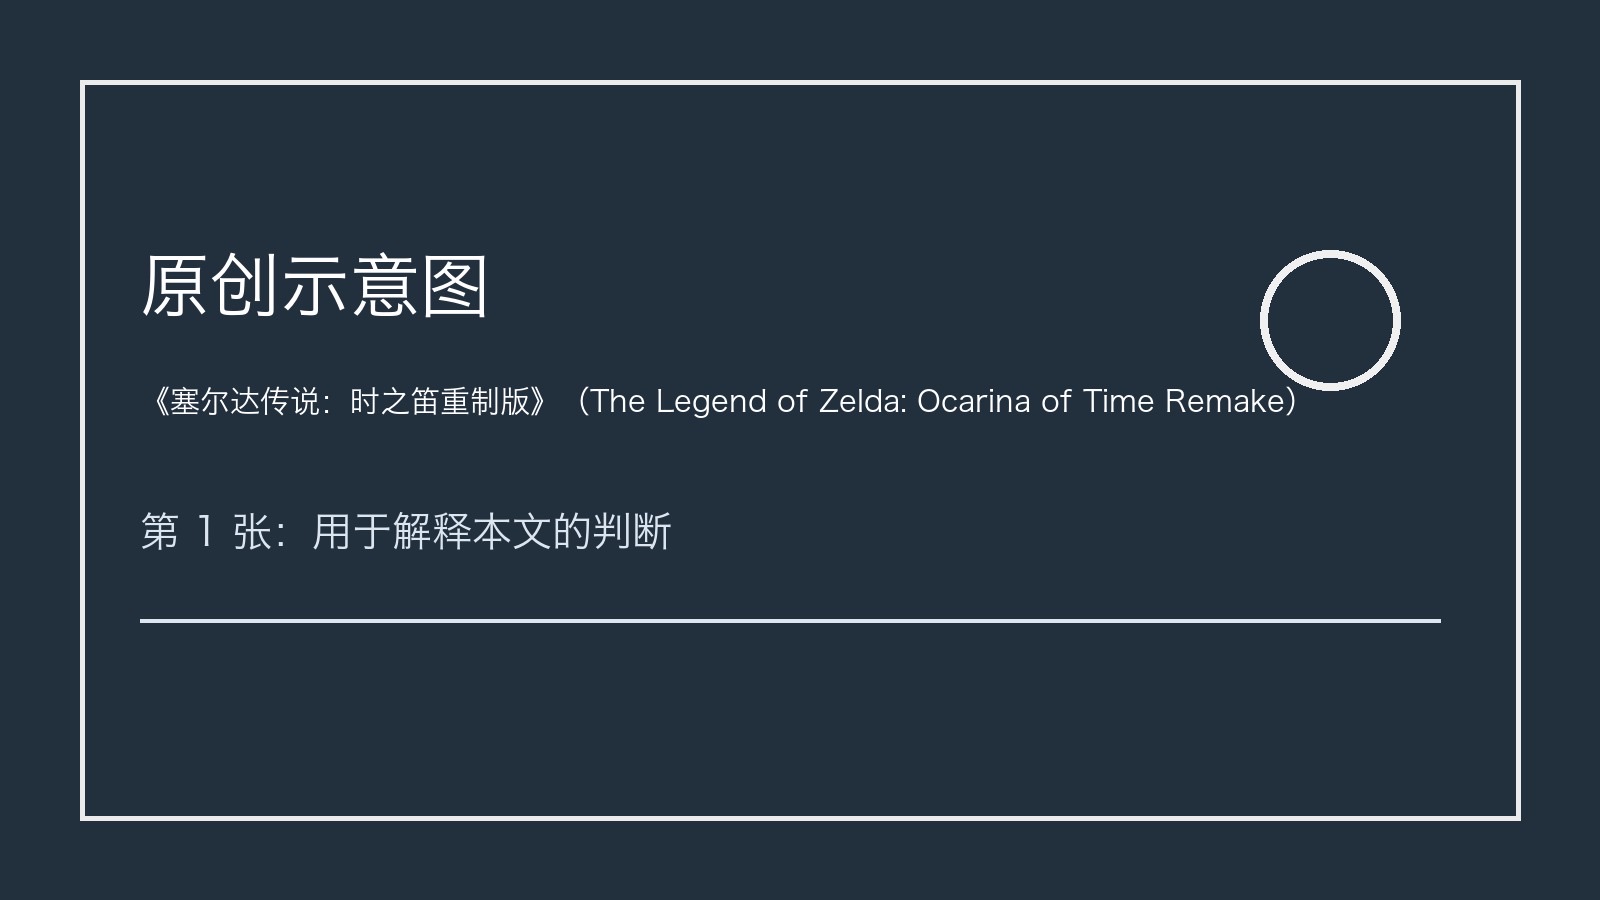 原创示意图
《塞尔达传说：时之笛重制版》（The Legend of Zelda: Ocarina of Time Remake）
第 1 张：用于解释本文的判断